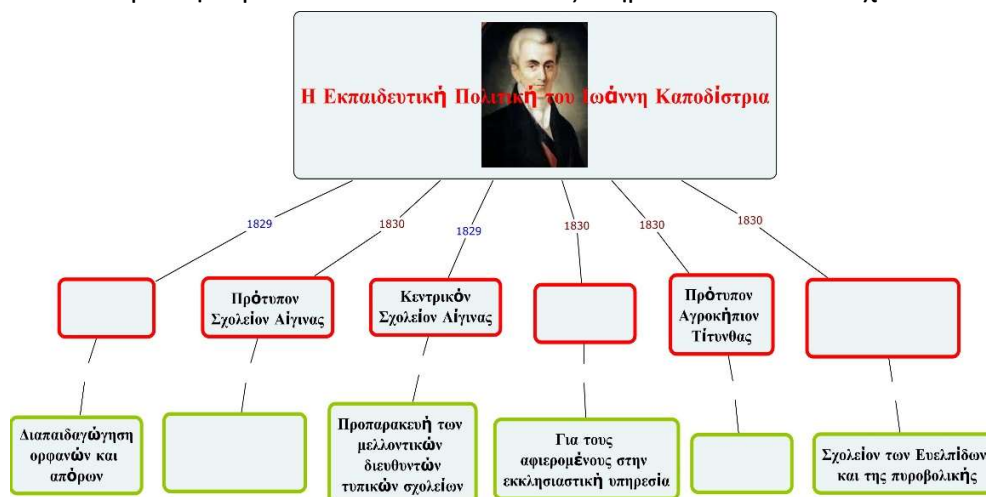 Η Εκπαιδευτική Πολιτική του Ιωάννη Καποδίστρια
1829
1830
1829
1830
1830
1830
Πρότυπον
Σχολείον Αίγινας
Κεντρικόν
Σχολείον Αίγινας
Πρότυπον
Αγροκήπιον
Τίτυνθας
Διαπαιδαγώγηση
ορφανών και
απόρων
Προπαρακευή των
μελλοντικών
διευθυντών
τυπικών σχολείων
Για τους
αφιερομένους στην
εκκλησιαστική υπηρεσία
Σχολείον των Ευελπίδων
και της πυροβολικής